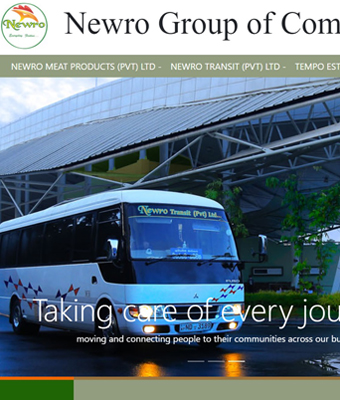 Newro
Newro Group of Com
NEWRO MEAT PRODUCTS (PVT) LTD - NEWRO TRANSIT (PVT) LTD - TEMPO EST
Newro Transit (Pvt) Ltd...
Taking care of every jou
moving and connecting people to their communities across our bu